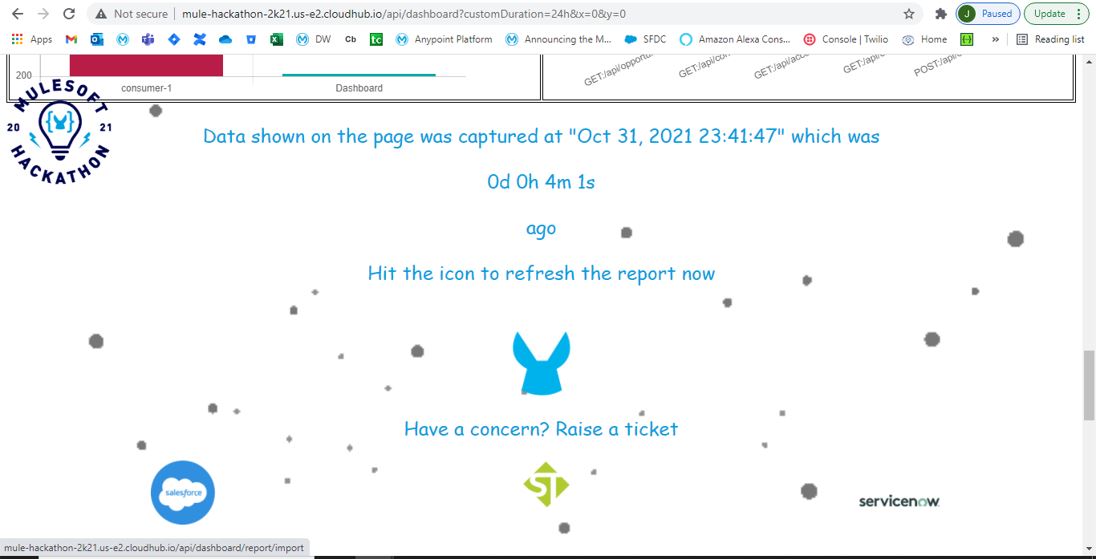 Not secure
mule-hackathon-2k21.us-e2.cloudhub.io/api/dashboard?customDuration=24h&x=0&y=0
J
Paused
Update
Apps
DW
Cb
tc
Anypoint Platform
Announcing the M...
SFDC
Amazon Alexa Cons...
Console | Twilio
Home
»
Reading list
200
consumer-1
Dashboard
GET:/api/opportu
GET:/api/con
GET:/api/acco
GET:/api/
POST:/api/
MULESOFT
20 21
HACKATHON
Data shown on the page was captured at "Oct 31, 2021 23:41:47" which was
0d 0h 4m 1s
ago
Hit the icon to refresh the report now
Have a concern? Raise a ticket
salesforce
ST
servicenow
mule-hackathon-2k21.us-e2.cloudhub.io/api/dashboard/report/import